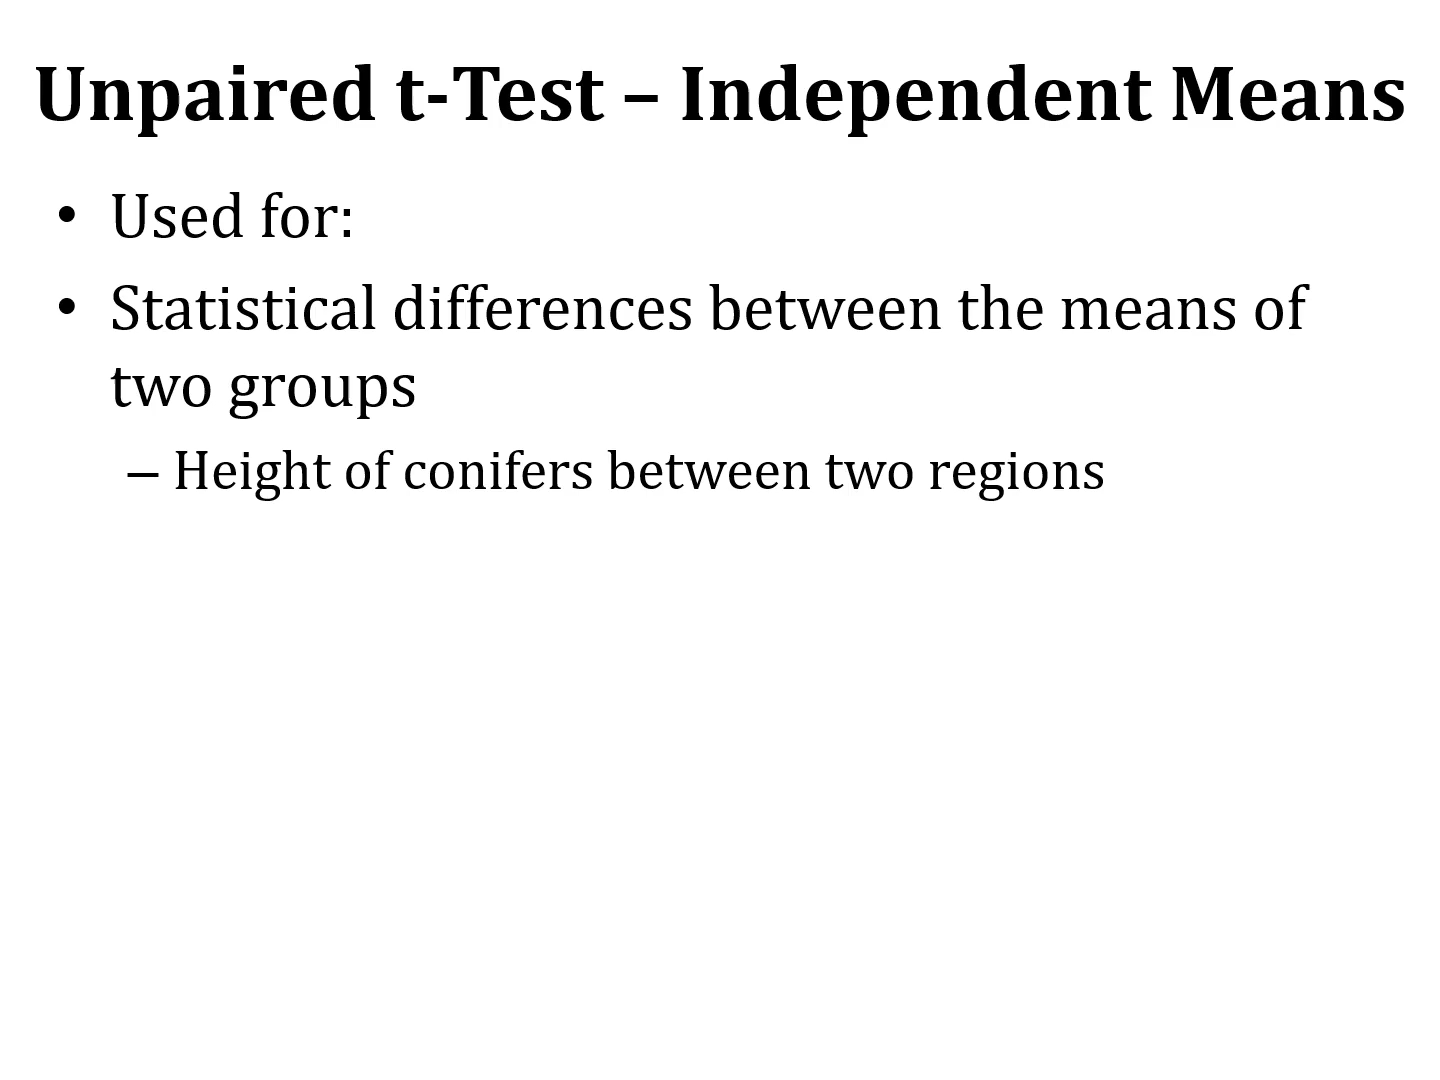 Unpaired t-Test – Independent Means
• Used for:
• Statistical differences between the means of
two groups
– Height of conifers between two regions